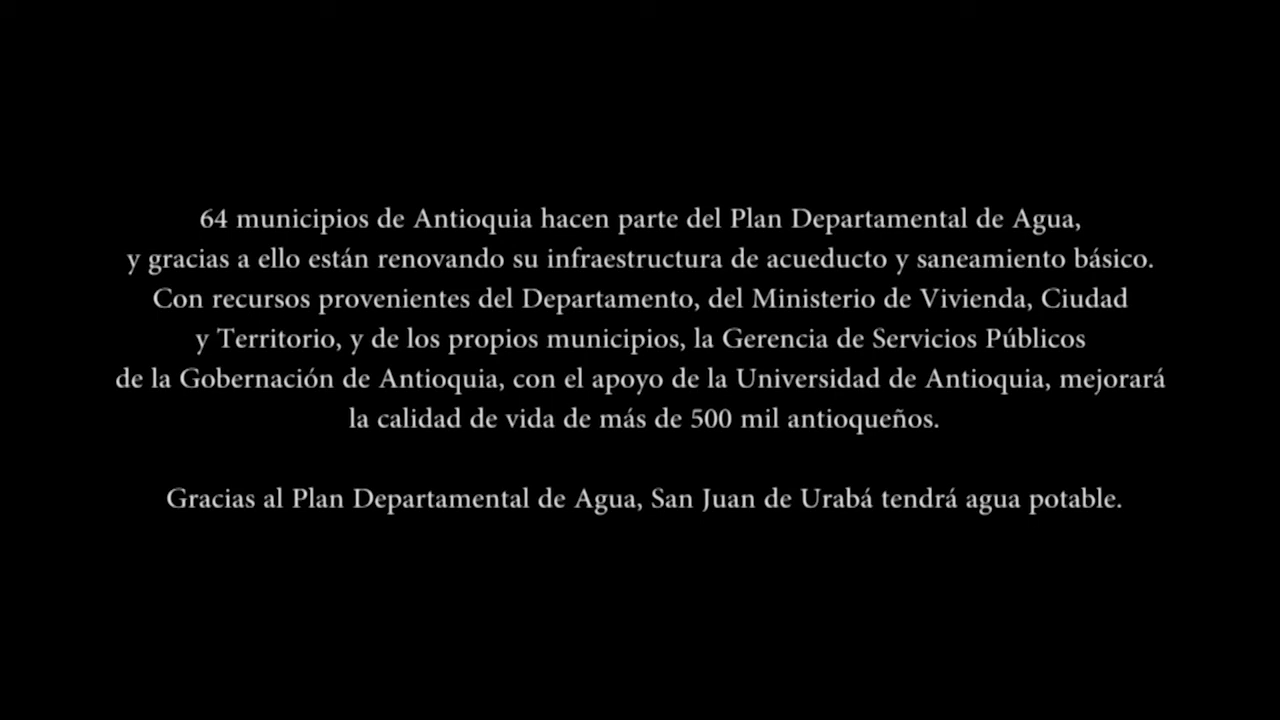 64 municipios de Antioquia hacen parte del Plan Departamental de Agua,
y gracias a ello están renovando su infraestructura de acueducto y saneamiento básico.
Con recursos provenientes del Departamento, del Ministerio de Vivienda, Ciudad
y Territorio, y de los propios municipios, la Gerencia de Servicios Públicos
de la Gobernación de Antioquia, con el apoyo de la Universidad de Antioquia, mejorará
la calidad de vida de más de 500 mil antioqueños.
Gracias al Plan Departamental de Agua, San Juan de Urabá tendrá agua potable.